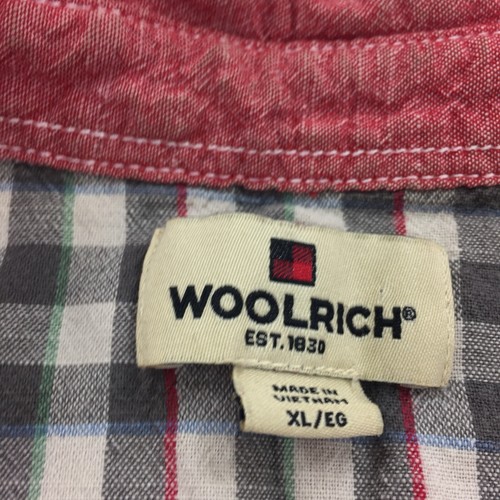 WOOLRICH®
EST. 1830
MADE IN
VIETNAM
XL/EG